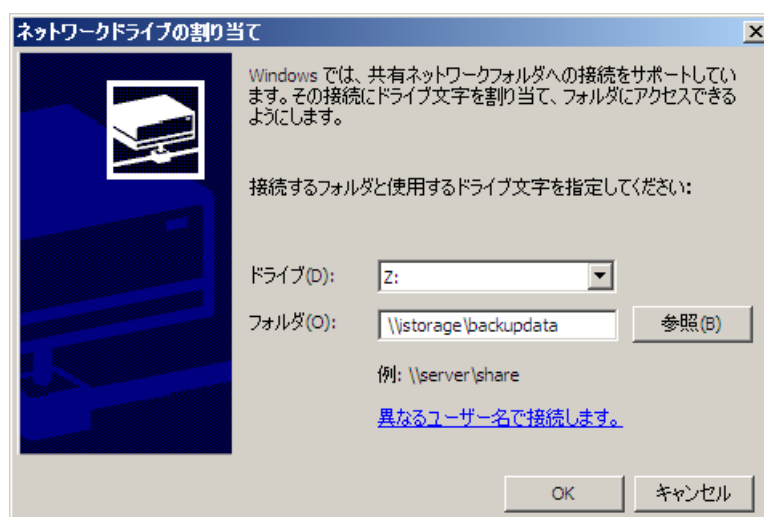 ネットワークドライブの割り当て
Windows では、共有ネットワークフォルダへの接続をサポートしてい
ます。その接続にドライブ文字を割り当て、フォルダにアクセスできる
ようにします。
接続するフォルダと使用するドライブ文字を指定してください:
ドライブ(D): Z:
フォルダ(O): \\istorage\backupdata 参照(B)
例: \\server\share
異なるユーザー名で接続します。
OK キャンセル